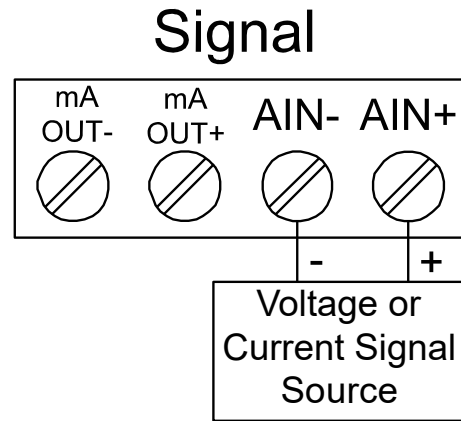 Signal
mA mA
OUT- OUT+ AIN- AIN+
- +
Voltage or
Current Signal
Source